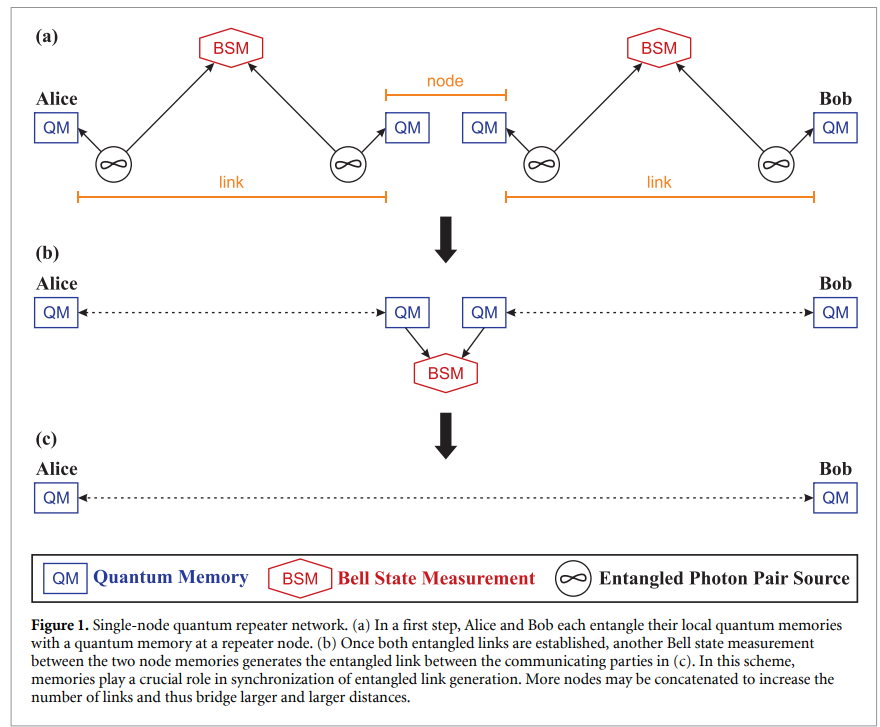 (a)
BSM
BSM
node
Alice
Bob
QM
QM
QM
QM
link
link
(b)
Alice
Bob
QM
QM
QM
QM
BSM
(c)
Alice
Bob
QM
QM
QM Quantum Memory BSM Bell State Measurement Entangled Photon Pair Source
Figure 1. Single-node quantum repeater network. (a) In a first step, Alice and Bob each entangle their local quantum memories
with a quantum memory at a repeater node. (b) Once both entangled links are established, another Bell state measurement
between the two node memories generates the entangled link between the communicating parties in (c). In this scheme,
memories play a crucial role in synchronization of entangled link generation. More nodes may be concatenated to increase the
number of links and thus bridge larger and larger distances.